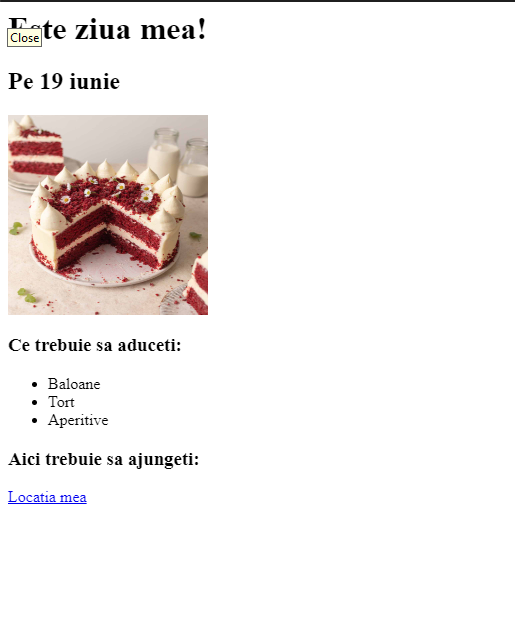 Este ziua mea!
Close
Pe 19 iunie
Ce trebuie sa aduceti:
Baloane
Tort
Aperitive
Aici trebuie sa ajungeti:
Locatia mea